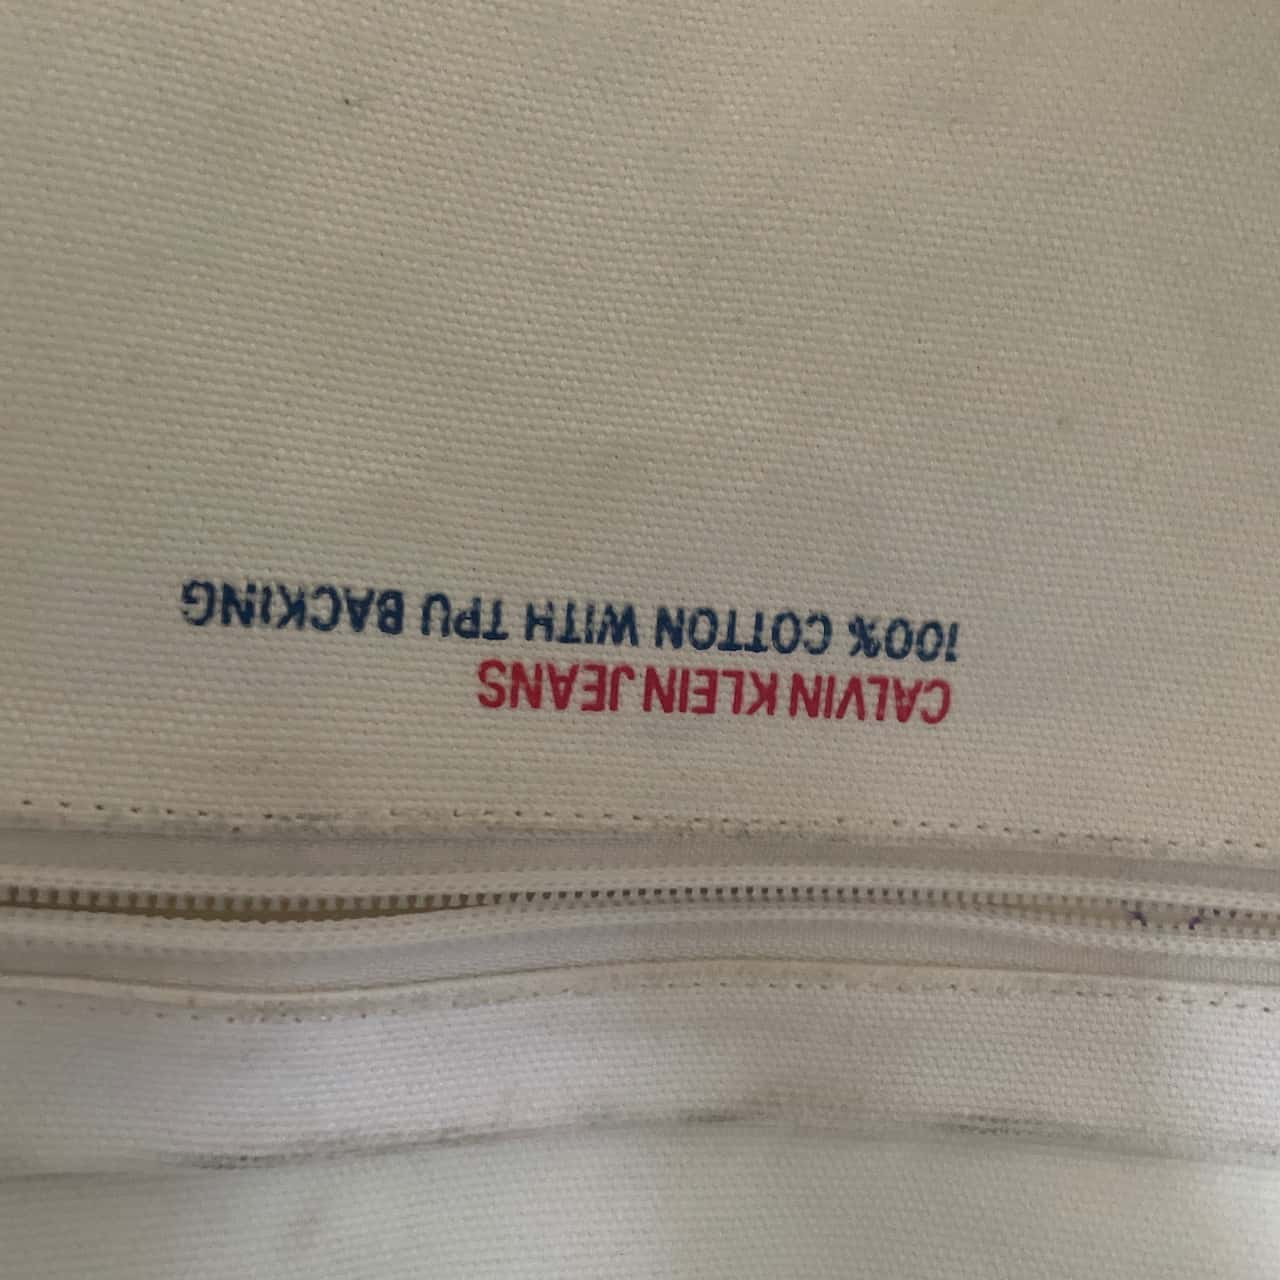 CALVIN KLEIN JEANS
100% COTTON WITH TPU BACKING